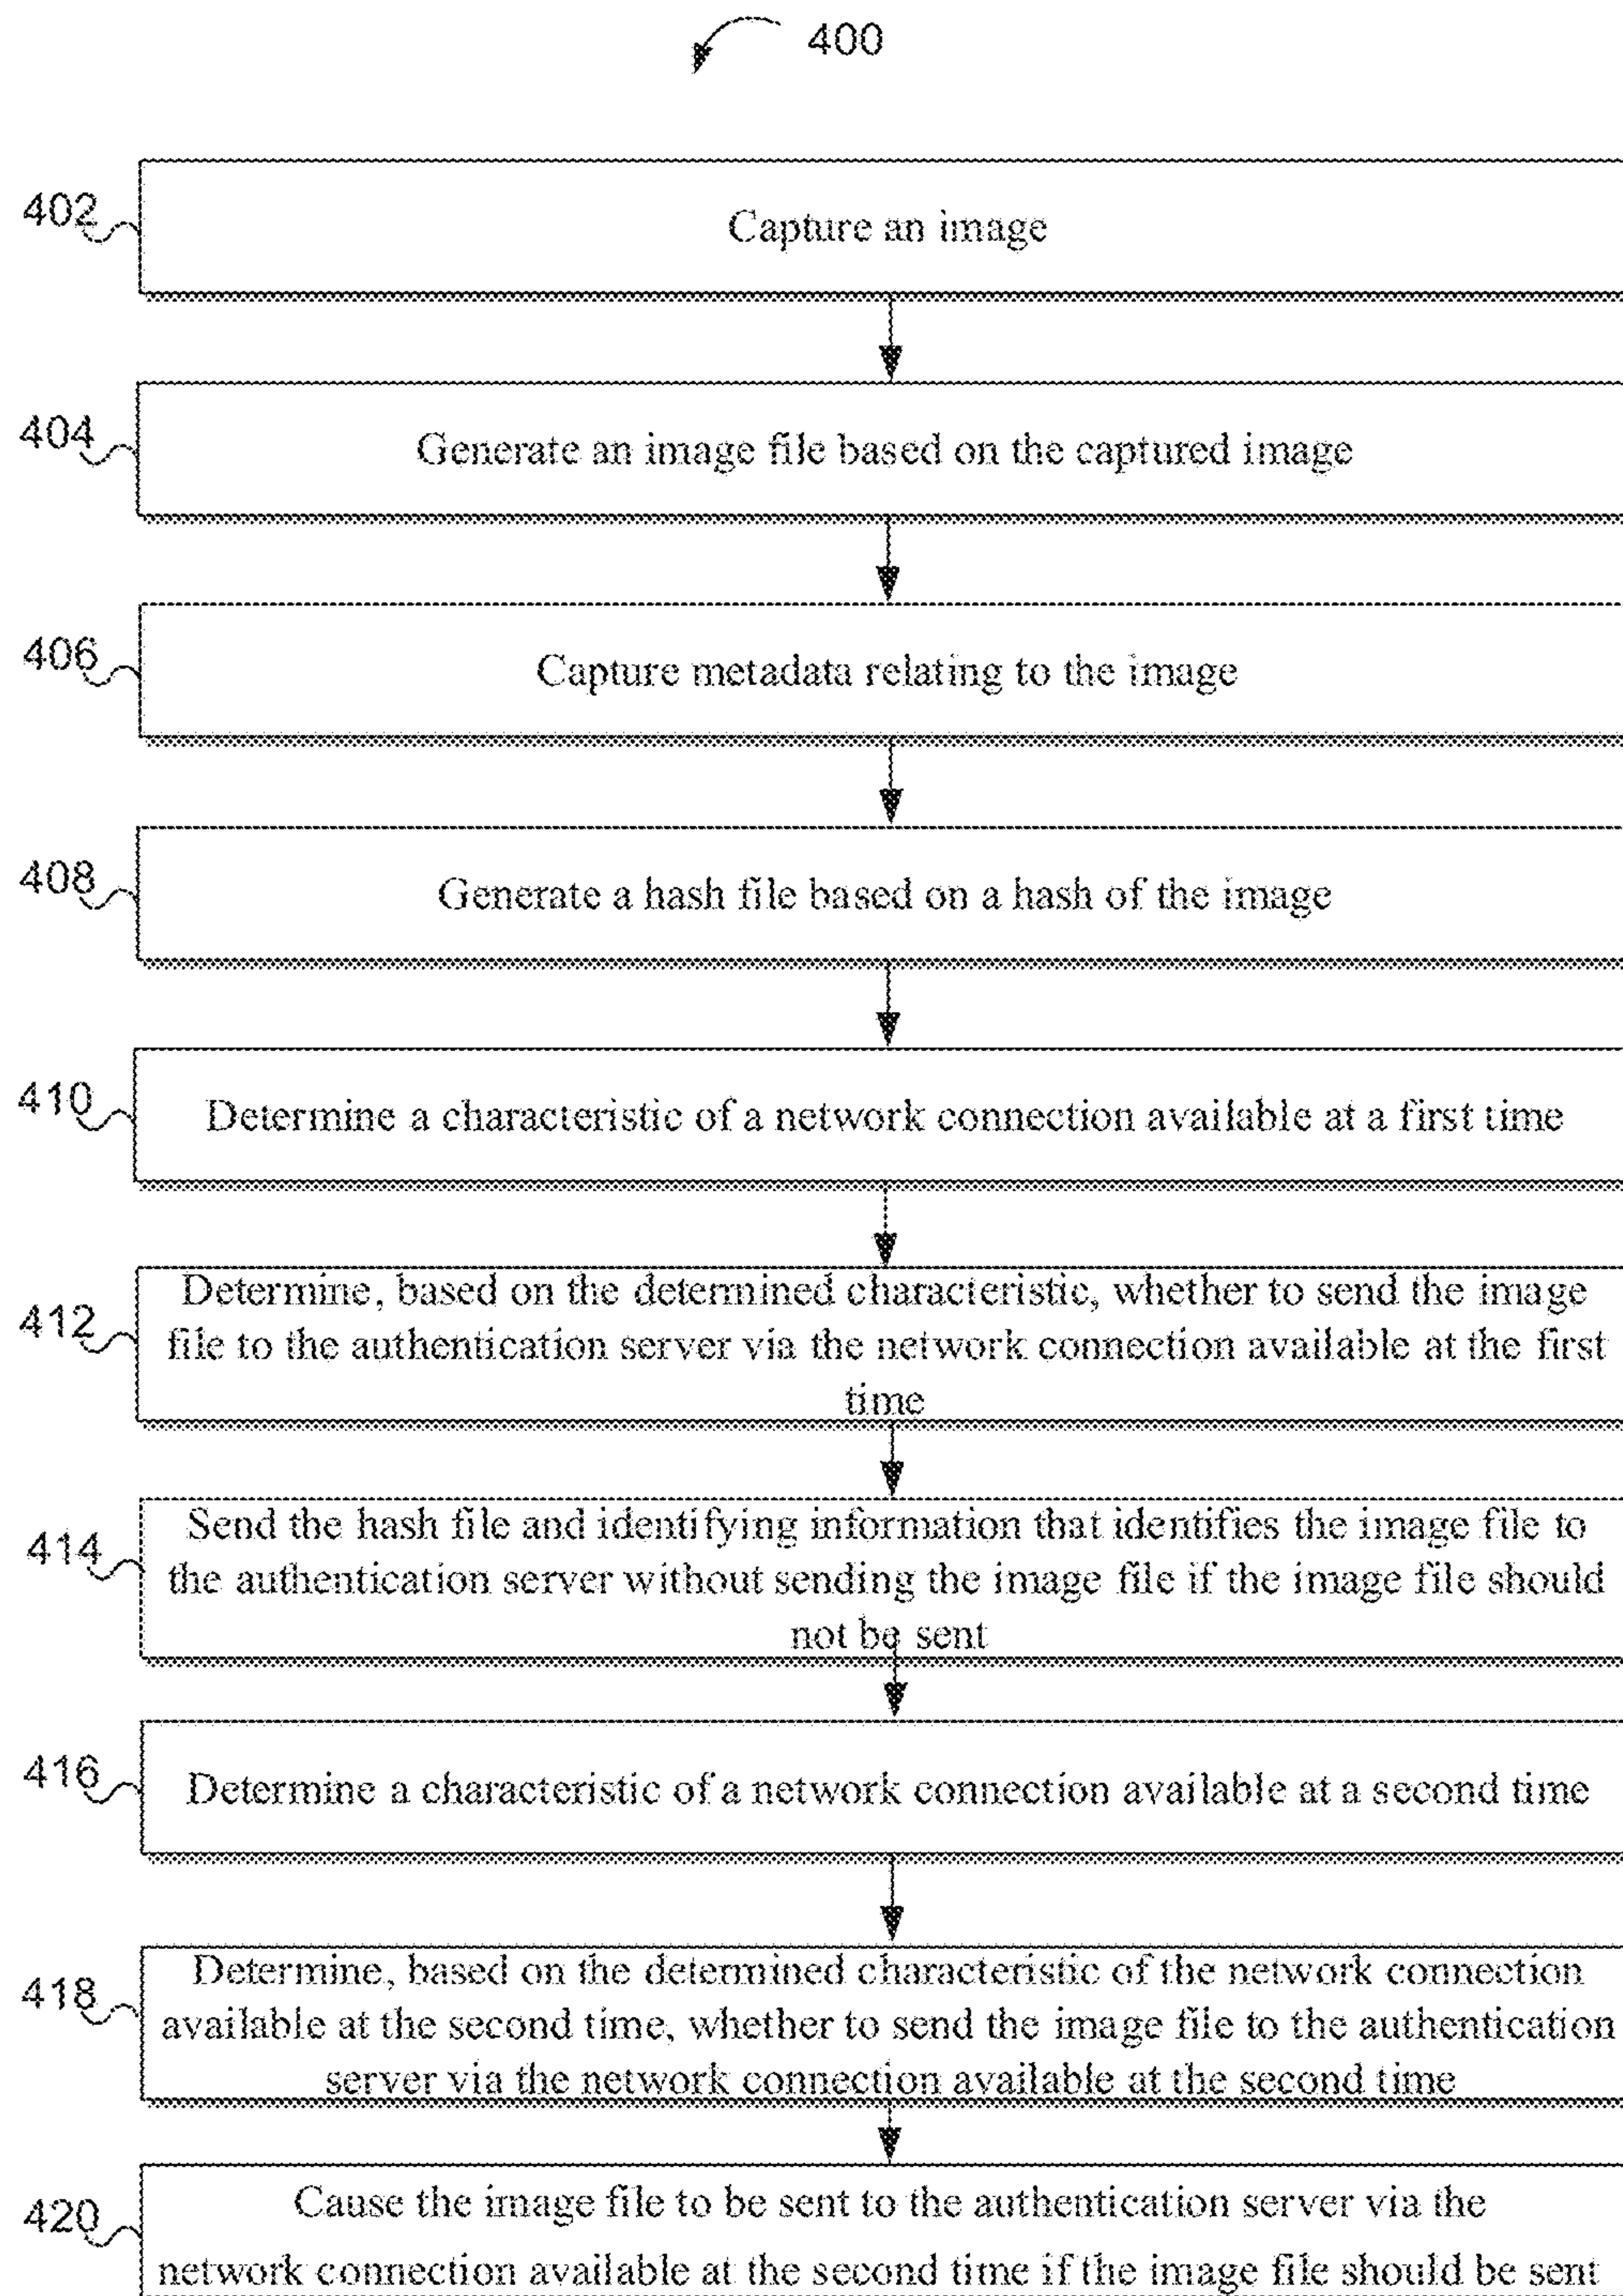 400
402
Capture an image
404
Generate an image file based on the captured image
406
Capture metadata relating to the image
408
Generate a hash file based on a hash of the image
410
Determine a characteristic of a network connection available at a first time
412
Determine, based on the determined characteristic, whether to send the image
file to the authentication server via the network connection available at the first
time
414
Send the hash file and identifying information that identifies the image file to
the authentication server without sending the image file if the image file should
not be sent
416
Determine a characteristic of a network connection available at a second time
418
Determine, based on the determined characteristic of the network connection
available at the second time, whether to send the image file to the authentication
server via the network connection available at the second time
420
Cause the image file to be sent to the authentication server via the
network connection available at the second time if the image file should be sent